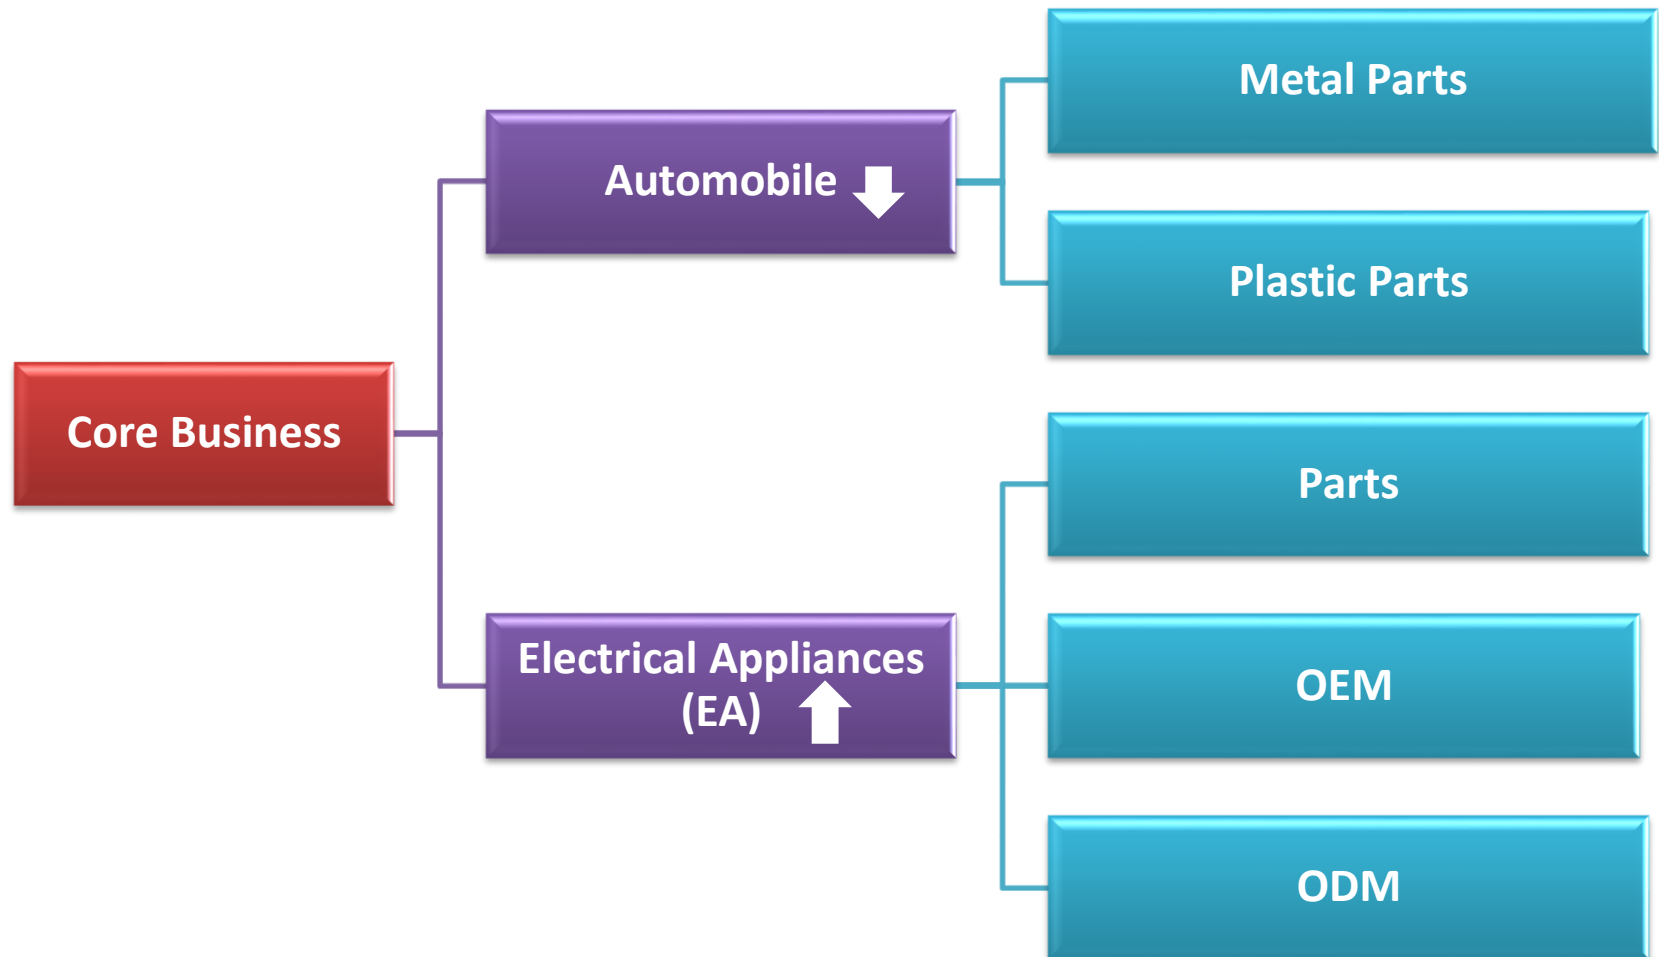 Metal Parts
Automobile
Plastic Parts
Core Business
Parts
Electrical Appliances
(EA)
OEM
ODM